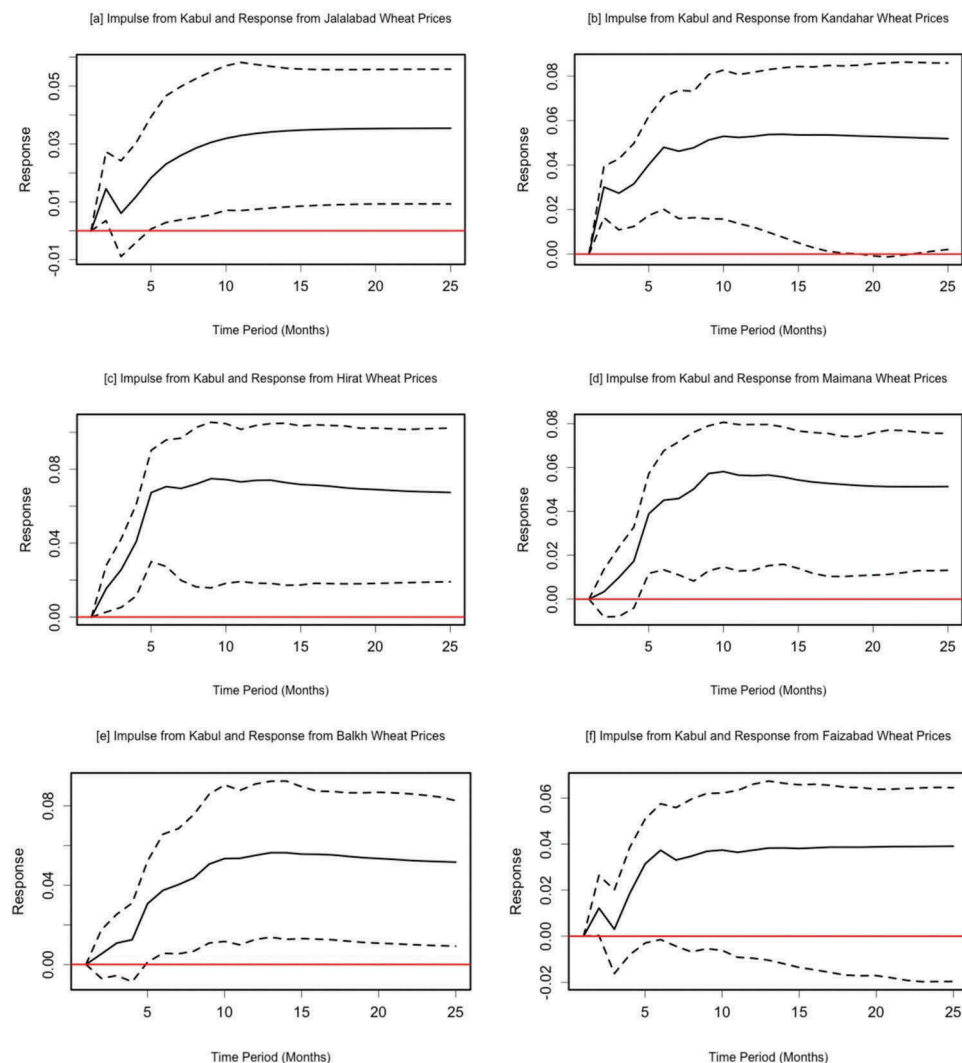 [a] Impulse from Kabul and Response from Jalalabad Wheat Prices
Response
0.05
0.03
0.01
-0.01
5 10 15 20 25
Time Period (Months)
[b] Impulse from Kabul and Response from Kandahar Wheat Prices
Response
0.08
0.06
0.04
0.02
0.00
5 10 15 20 25
Time Period (Months)
[c] Impulse from Kabul and Response from Hirat Wheat Prices
Response
0.08
0.04
0.00
5 10 15 20 25
Time Period (Months)
[d] Impulse from Kabul and Response from Maimana Wheat Prices
Response
0.08
0.06
0.04
0.02
0.00
5 10 15 20 25
Time Period (Months)
[e] Impulse from Kabul and Response from Balkh Wheat Prices
Response
0.08
0.04
0.00
5 10 15 20 25
Time Period (Months)
[f] Impulse from Kabul and Response from Faizabad Wheat Prices
Response
0.06
0.04
0.02
0.00
-0.02
5 10 15 20 25
Time Period (Months)